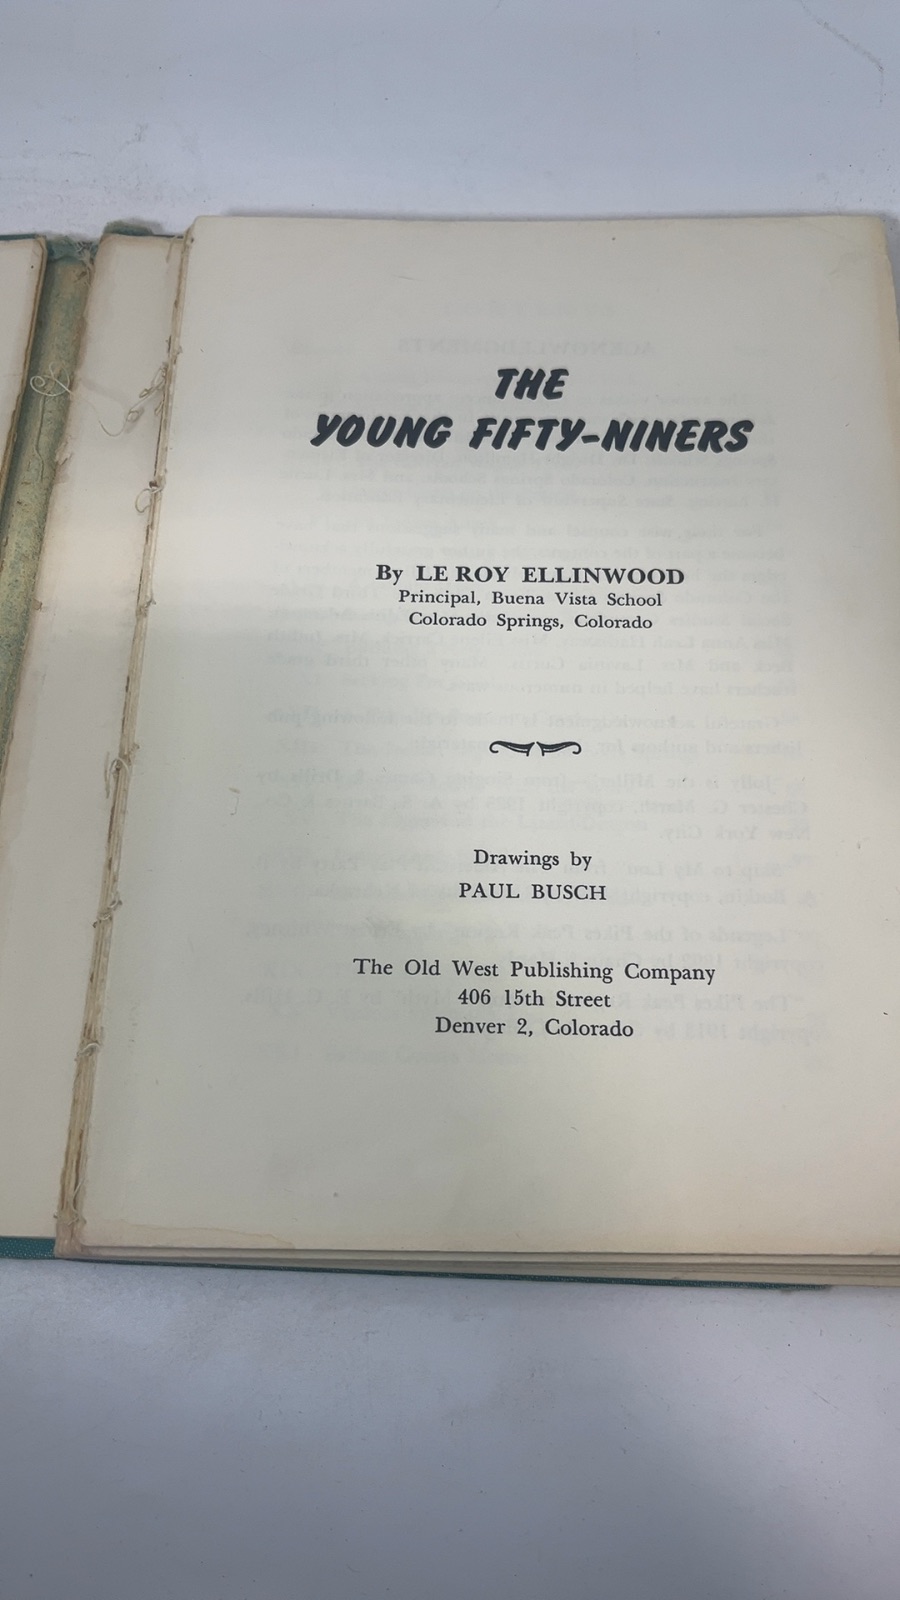 THE
YOUNG FIFTY-NINERS
By LE ROY ELLINWOOD
Principal, Buena Vista School
Colorado Springs, Colorado
Drawings by
PAUL BUSCH
The Old West Publishing Company
406 15th Street
Denver 2, Colorado